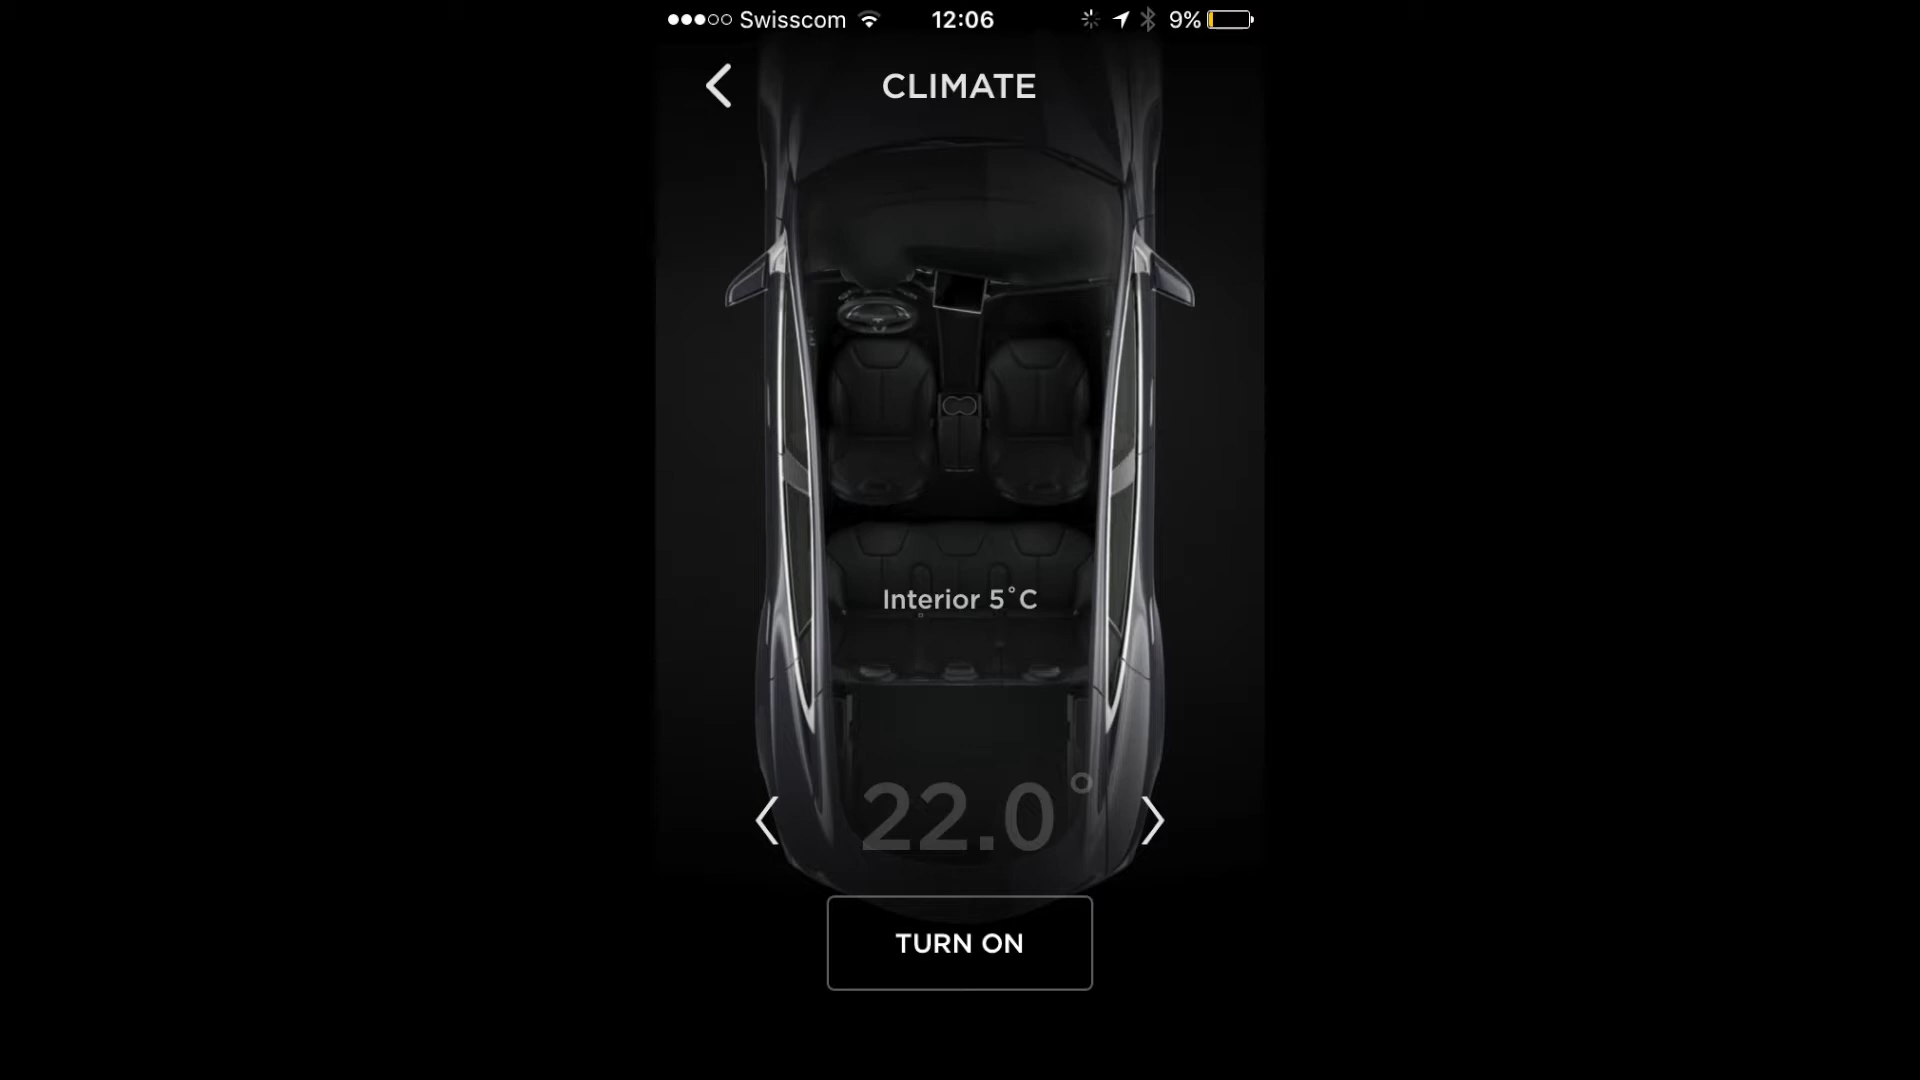 Swisscom 12:06 9%
CLIMATE
Interior 5°C
22.0°
TURN ON